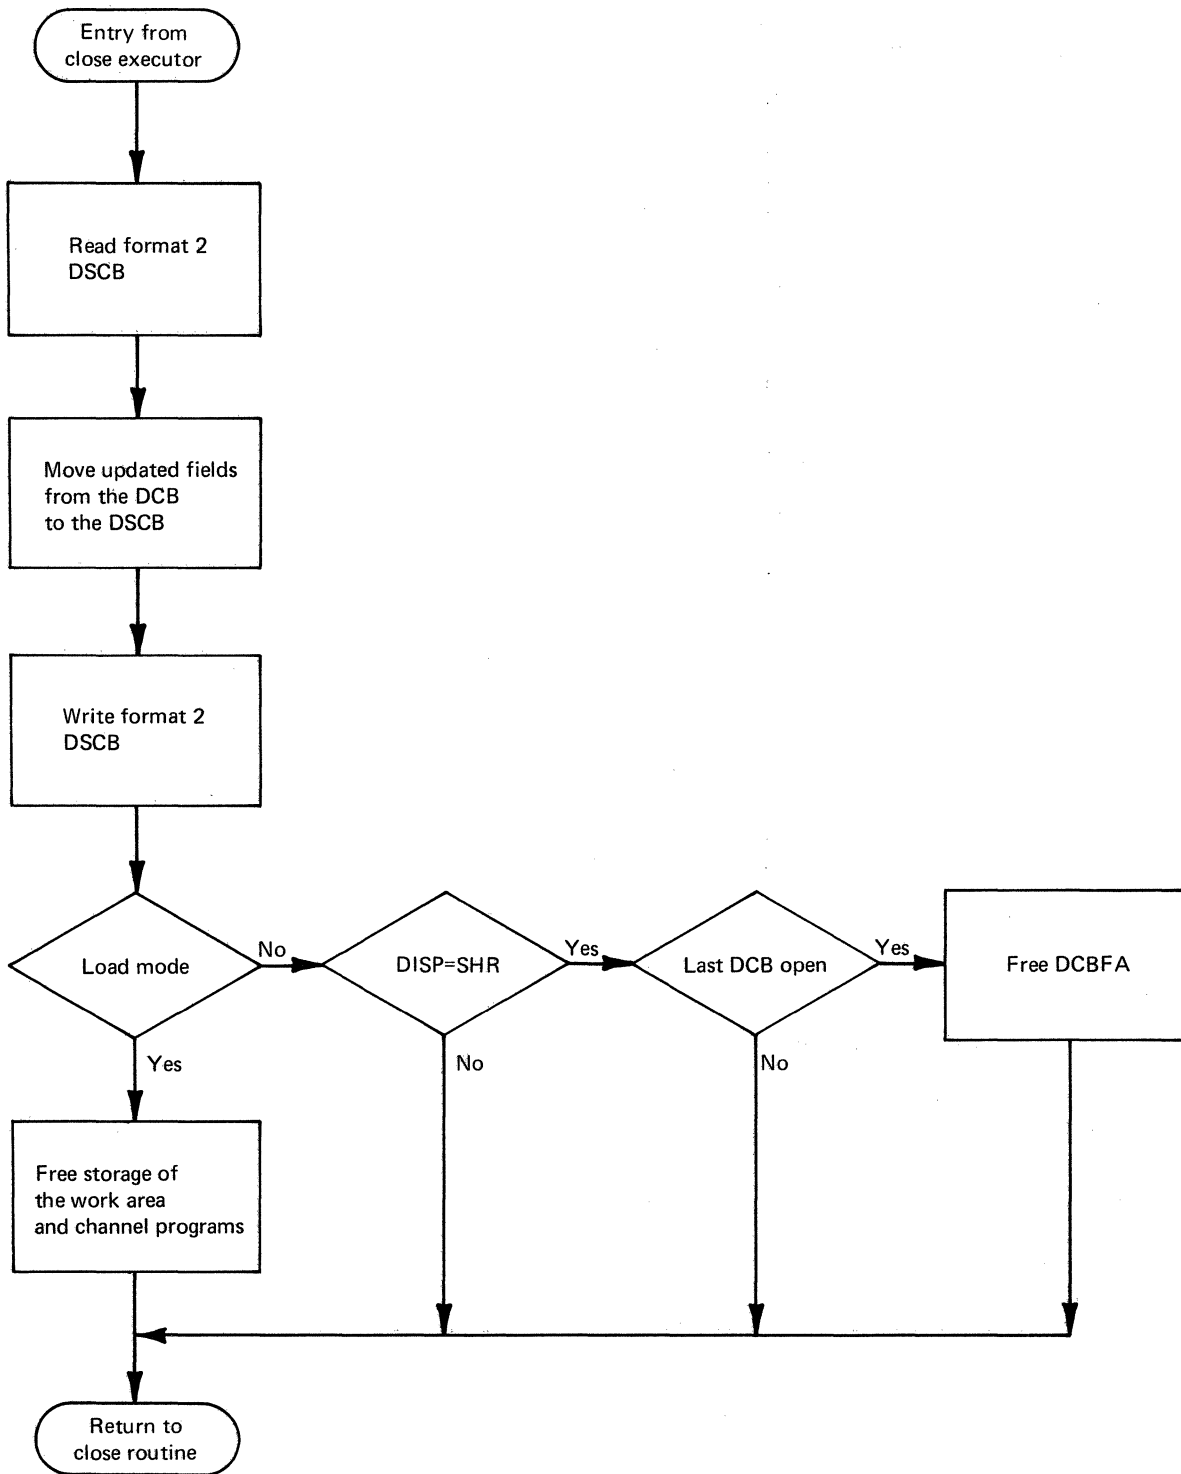 Entry from
close executor
Read format 2
DSCB
Move updated fields
from the DCB
to the DSCB
Write format 2
DSCB
Load mode
No
DISP=SHR
Yes
Last DCB open
Yes
Free DCBFA
Yes
No
No
Free storage of
the work area
and channel programs
Return to
close routine